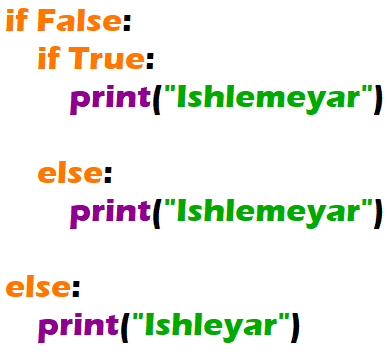 if False:
if True:
print("Ishlemeyar")
else:
print("Ishlemeyar")
else:
print("Ishleyar")